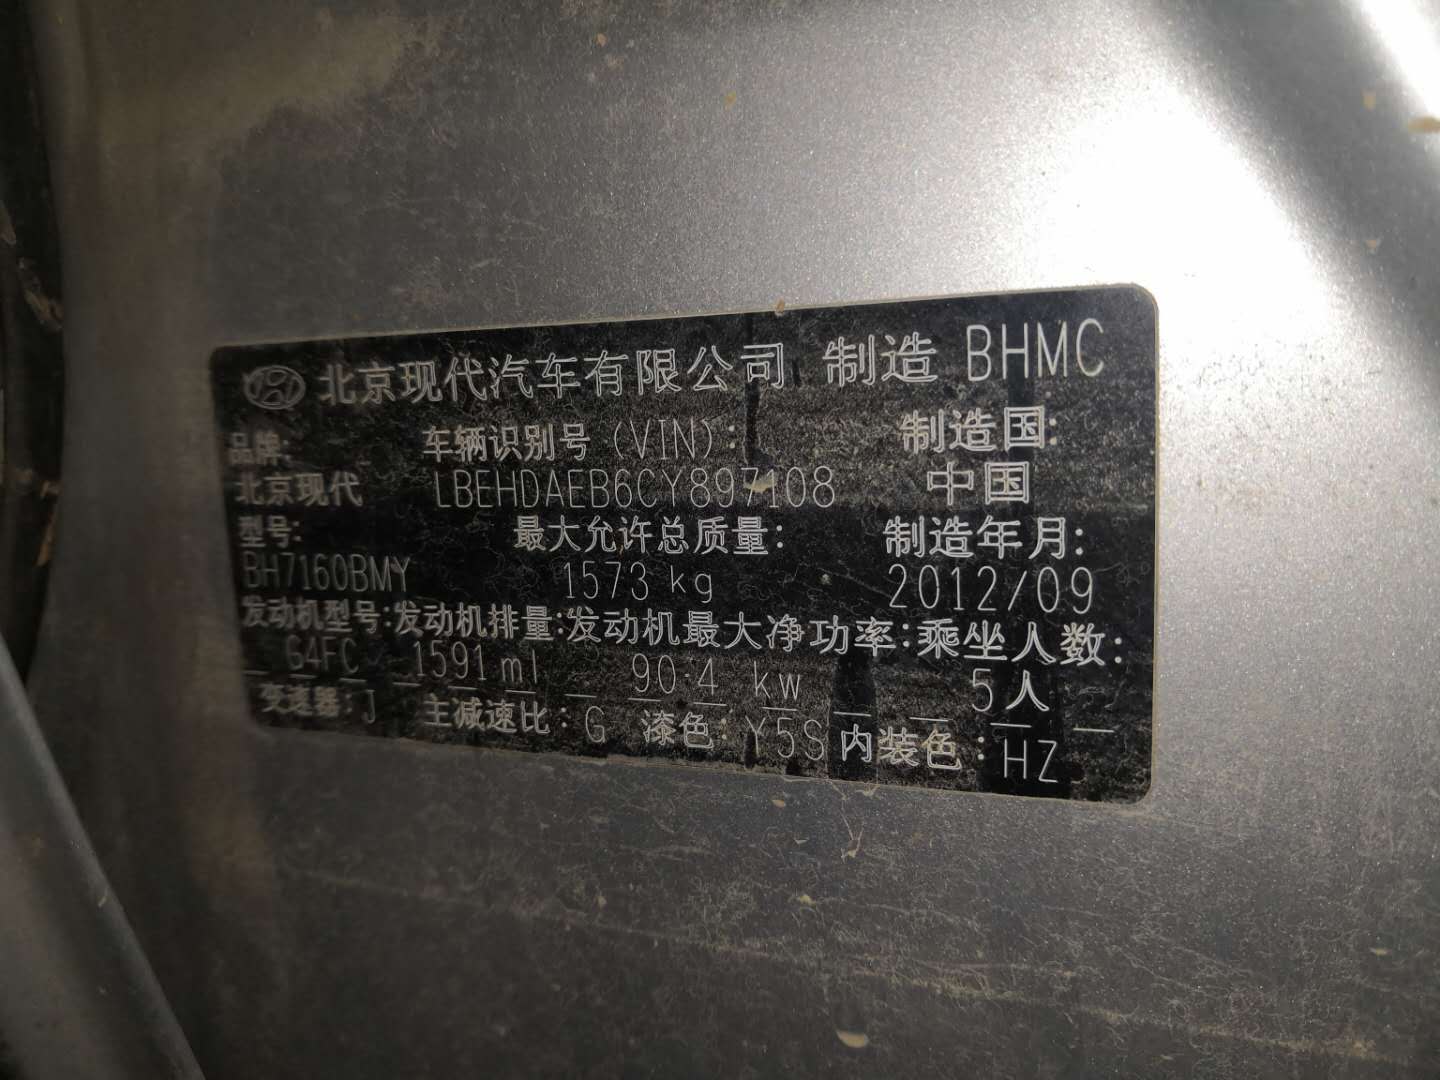 北京现代汽车有限公司 制造 BHMC
品牌: 车辆识别号 (VIN): 制造国:
北京现代 LBEHDAEB6CY897108 中国
型号: 最大允许总质量: 制造年月:
BH7160BMY 1573 kg 2012/09
发动机型号: 发动机排量: 发动机最大净功率: 乘坐人数:
G4FC 1591 ml 90.4 kw 5人
变速器: J 主减速比: G 漆色: Y5S 内装色: HZ